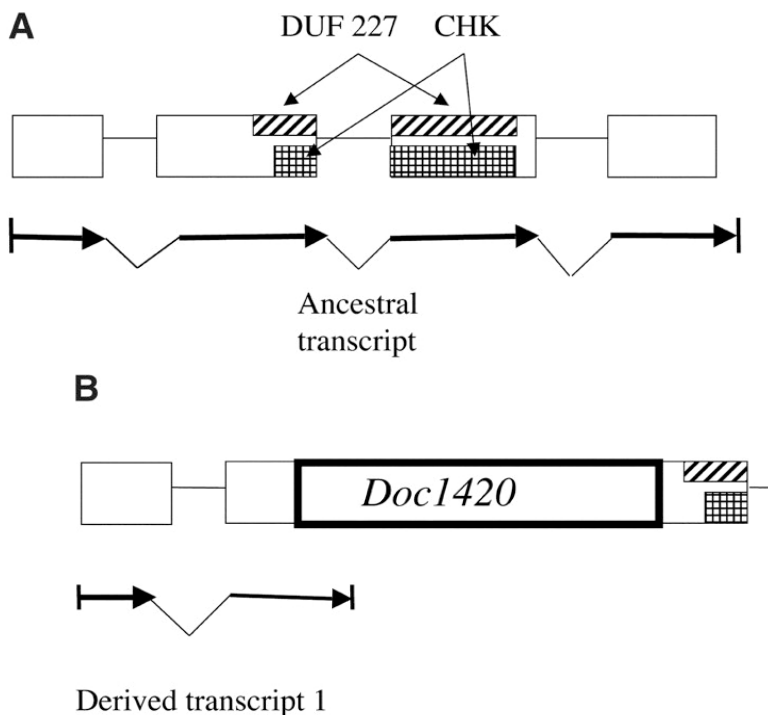 A
DUF 227 CHK
Ancestral
transcript
B
Doc1420
Derived transcript 1